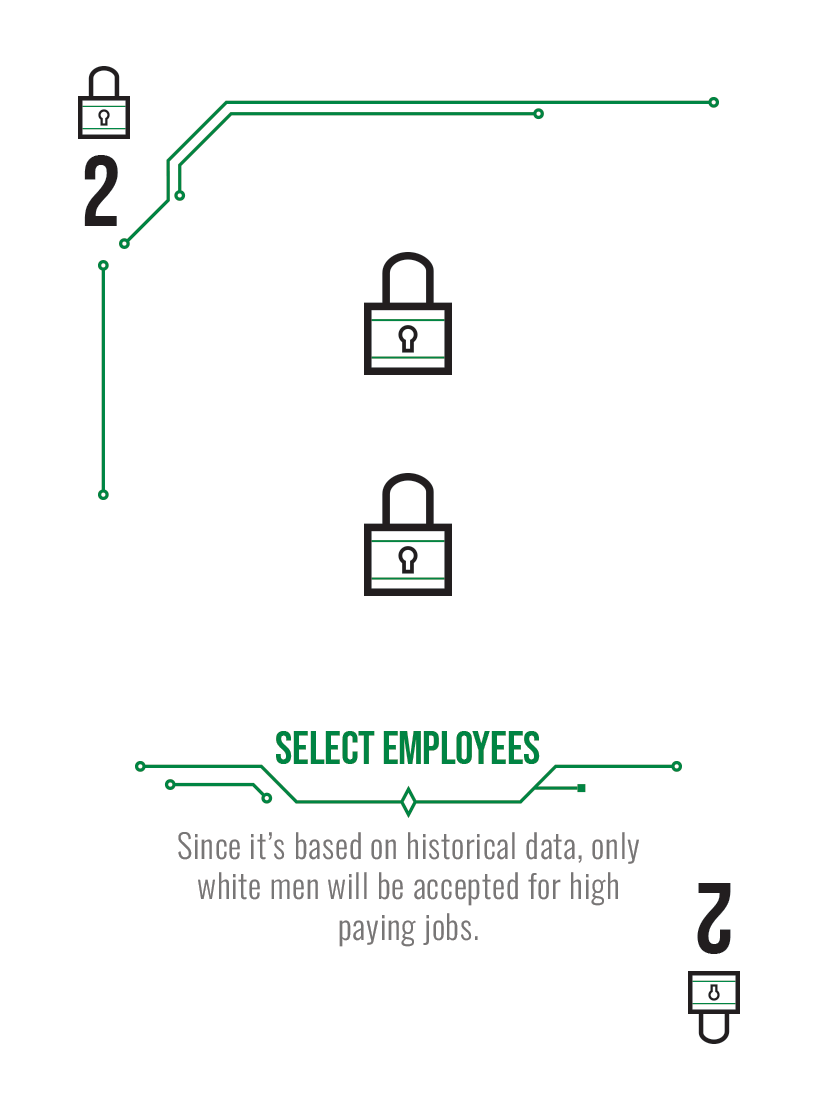 2
SELECT EMPLOYEES
Since it’s based on historical data, only
white men will be accepted for high
paying jobs.
2